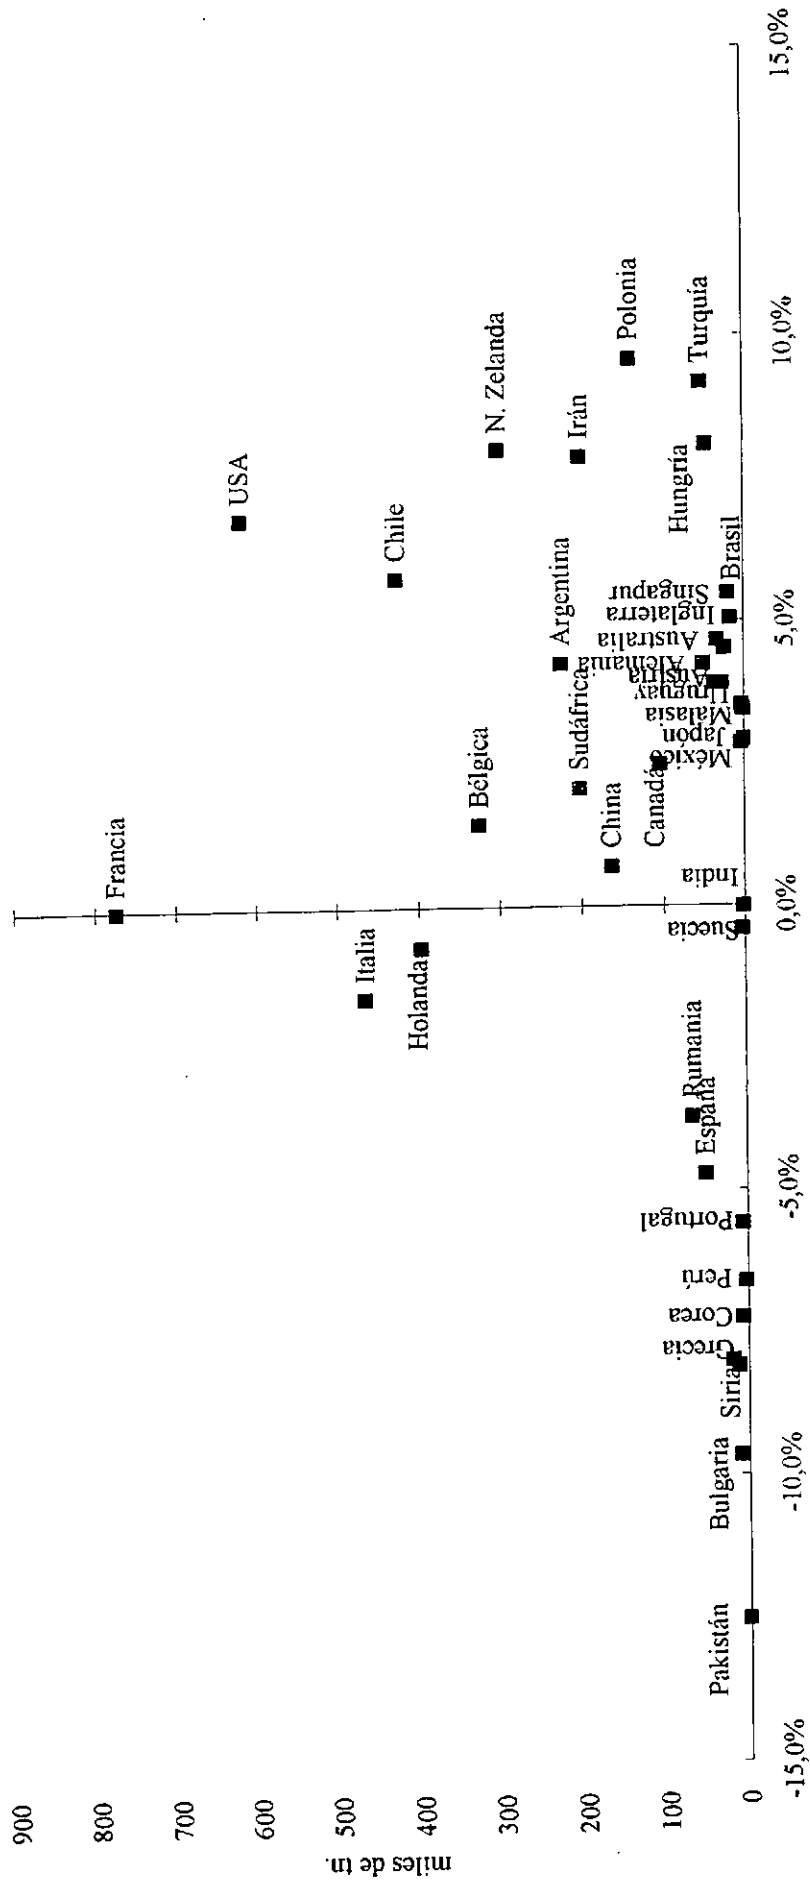 900
800
700
600
500
400
300
200
100
0
miles de tn.
-15,0%
-10,0%
-5,0%
0,0%
5,0%
10,0%
15,0%
Francia
USA
Italia
Chile
Holanda
Bélgica
N. Zelanda
Argentina
Sudáfrica
Irán
China
Polonia
Canadá
Rumania
España
Turquía
Hungría
Pakistán
Bulgaria
Siria
Grecia
Corea
Perú
Portugal
Suecia
India
México
Japón
Malasia
Uruguay
Austria
Alemania
Australia
Inglaterra
Singapur
Brasil